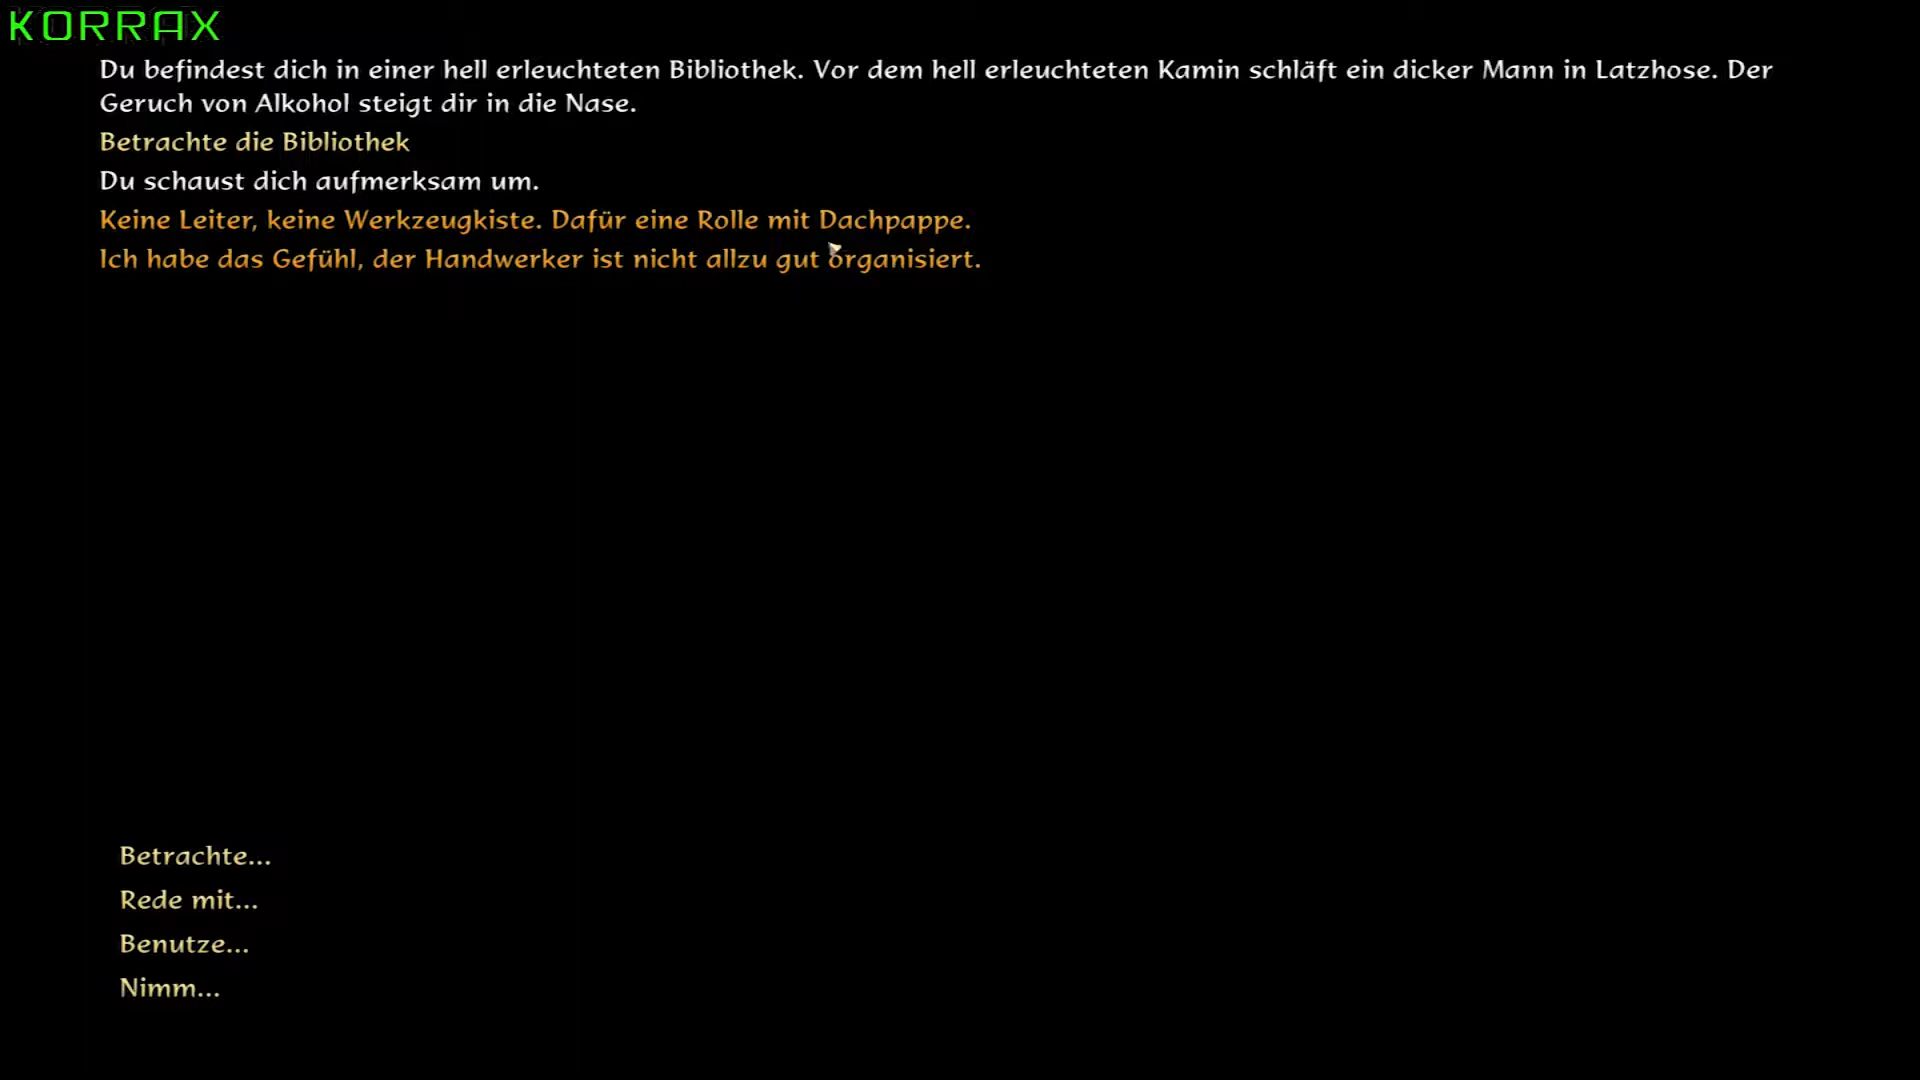 KORRAX
Du befindest dich in einer hell erleuchteten Bibliothek. Vor dem hell erleuchteten Kamin schläft ein dicker Mann in Latzhose. Der
Geruch von Alkohol steigt dir in die Nase.
Betrachte die Bibliothek
Du schaust dich aufmerksam um.
Keine Leiter, keine Werkzeugkiste. Dafür eine Rolle mit Dachpappe.
Ich habe das Gefühl, der Handwerker ist nicht allzu gut organisiert.
Betrachte...
Rede mit...
Benutze...
Nimm...